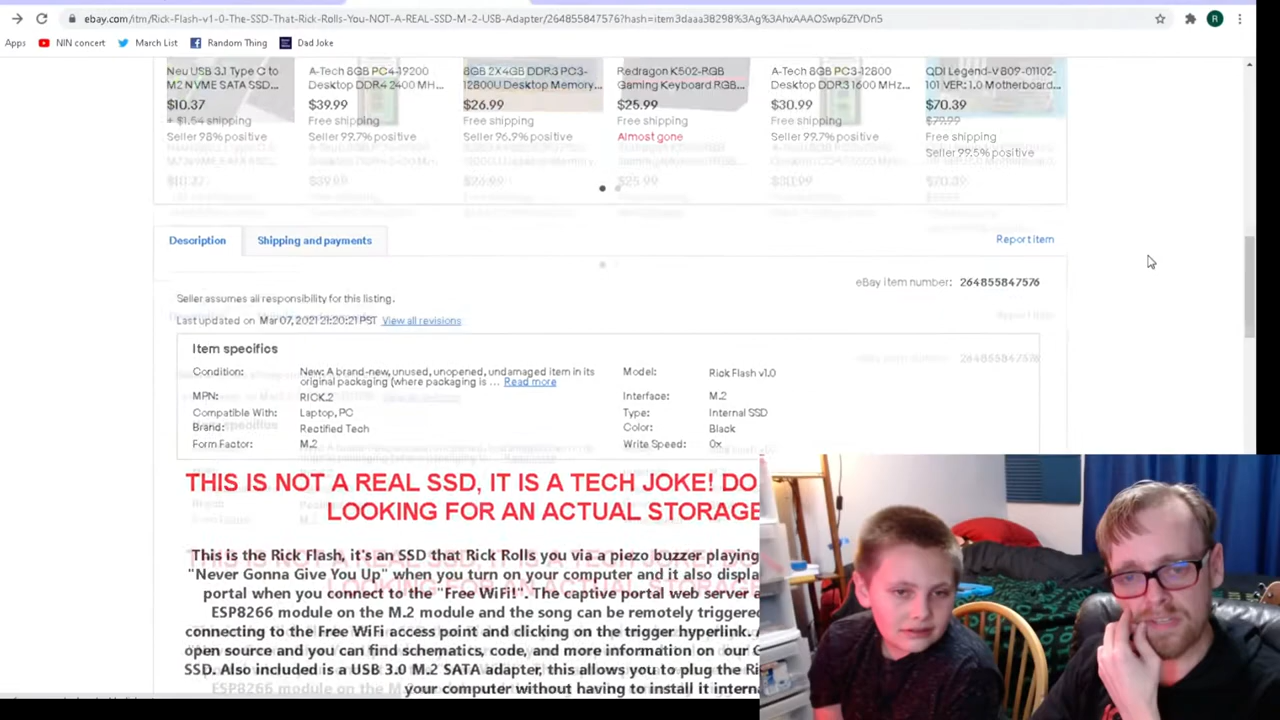 ebay.com/itm/Rick-Flash-v1-0-The-SSD-That-Rick-Rolls-You-NOT-A-REAL-SSD-M-2-USB-Adapter/264855847576?hash=item3daaa38298%3Ag%3AhxAAAOSwp6ZfVDn5
R
Apps NIN concert March List Random Thing Dad Joke
Neu USB 3.1 Type C to A-Tech 8GB PC4-19200 8GB 2X4GB DDR3 PC3- Redragon K502-RGB A-Tech 8GB PC3-12800 QDI Legend-V 809-01102-
M2 NVME SATA SSD... Desktop DDR4 2400 MH... 12800U Desktop Memory... Gaming Keyboard RGB... Desktop DDR3 1600 MHz... 101 VER: 1.0 Motherboard...
$10.37 $39.99 $26.99 $25.99 $30.99 $70.39
+ $1.54 shipping Free shipping Free shipping Free shipping Free shipping $79.99
Seller 98% positive Seller 99.7% positive Seller 96.9% positive Almost gone Seller 99.7% positive Free shipping
Seller 99.5% positive
Description Shipping and payments Report item
eBay item number: 264855847576
Seller assumes all responsibility for this listing.
Last updated on Mar 07, 2021 21:20:21 PST View all revisions
Item specifics
Condition: New: A brand-new, unused, unopened, undamaged item in its Model: Rick Flash v1.0
original packaging (where packaging is ... Read more
MPN: RICK.2 Interface: M.2
Compatible With: Laptop, PC Type: Internal SSD
Brand: Rectified Tech Color: Black
Form Factor: M.2 Write Speed: 0x
THIS IS NOT A REAL SSD, IT IS A TECH JOKE! DO
LOOKING FOR AN ACTUAL STORAGE
This is the Rick Flash, it's an SSD that Rick Rolls you via a piezo buzzer playing
"Never Gonna Give You Up" when you turn on your computer and it also displa
portal when you connect to the "Free WiFi!". The captive portal web server a
ESP8266 module on the M.2 module and the song can be remotely triggered
connecting to the Free WiFi access point and clicking on the trigger hyperlink.
open source and you can find schematics, code, and more information on our
SSD. Also included is a USB 3.0 M.2 SATA adapter, this allows you to plug the Ri
your computer without having to install it interna